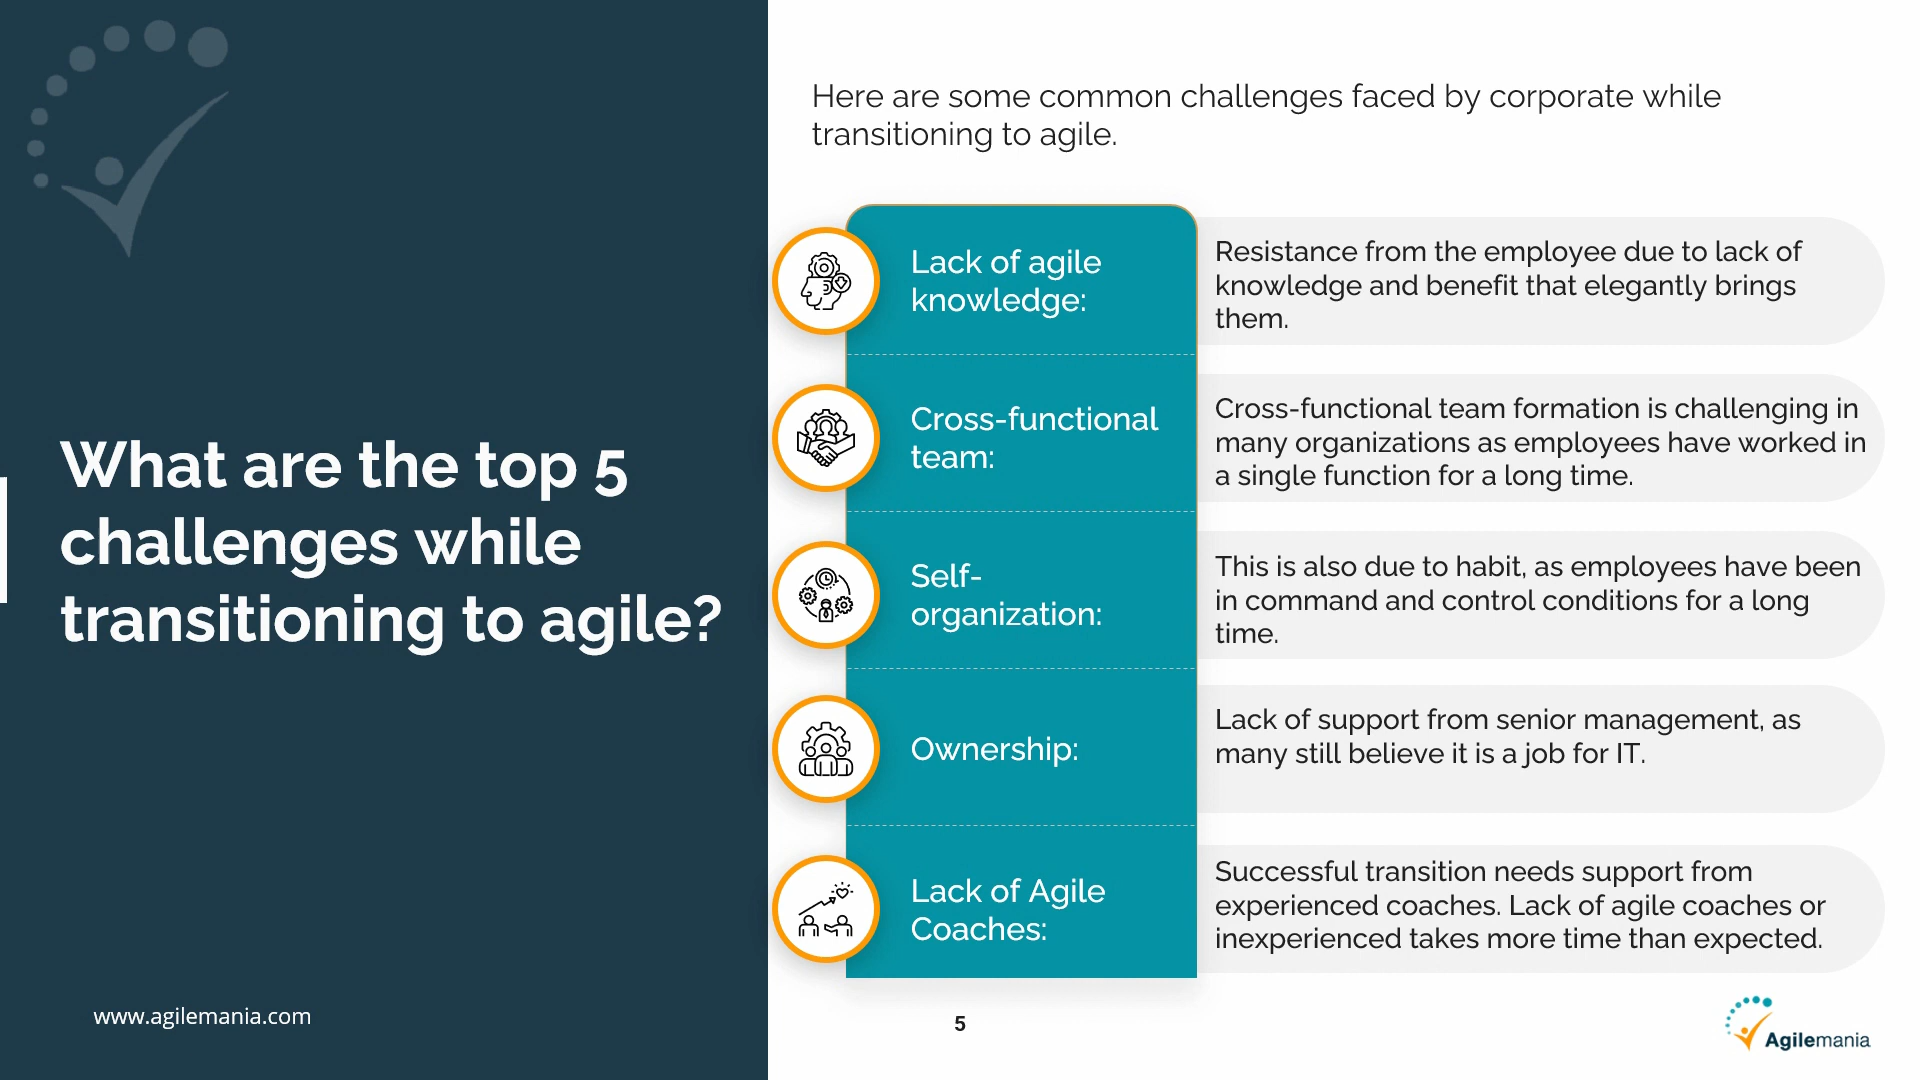 What are the top 5
challenges while
transitioning to agile?
www.agilemania.com
Here are some common challenges faced by corporate while
transitioning to agile.
Lack of agile
knowledge:
Resistance from the employee due to lack of
knowledge and benefit that elegantly brings
them.
Cross-functional
team:
Cross-functional team formation is challenging in
many organizations as employees have worked in
a single function for a long time.
Self-
organization:
This is also due to habit, as employees have been
in command and control conditions for a long
time.
Ownership:
Lack of support from senior management, as
many still believe it is a job for IT.
Lack of Agile
Coaches:
Successful transition needs support from
experienced coaches. Lack of agile coaches or
inexperienced takes more time than expected.
5
Agilemania